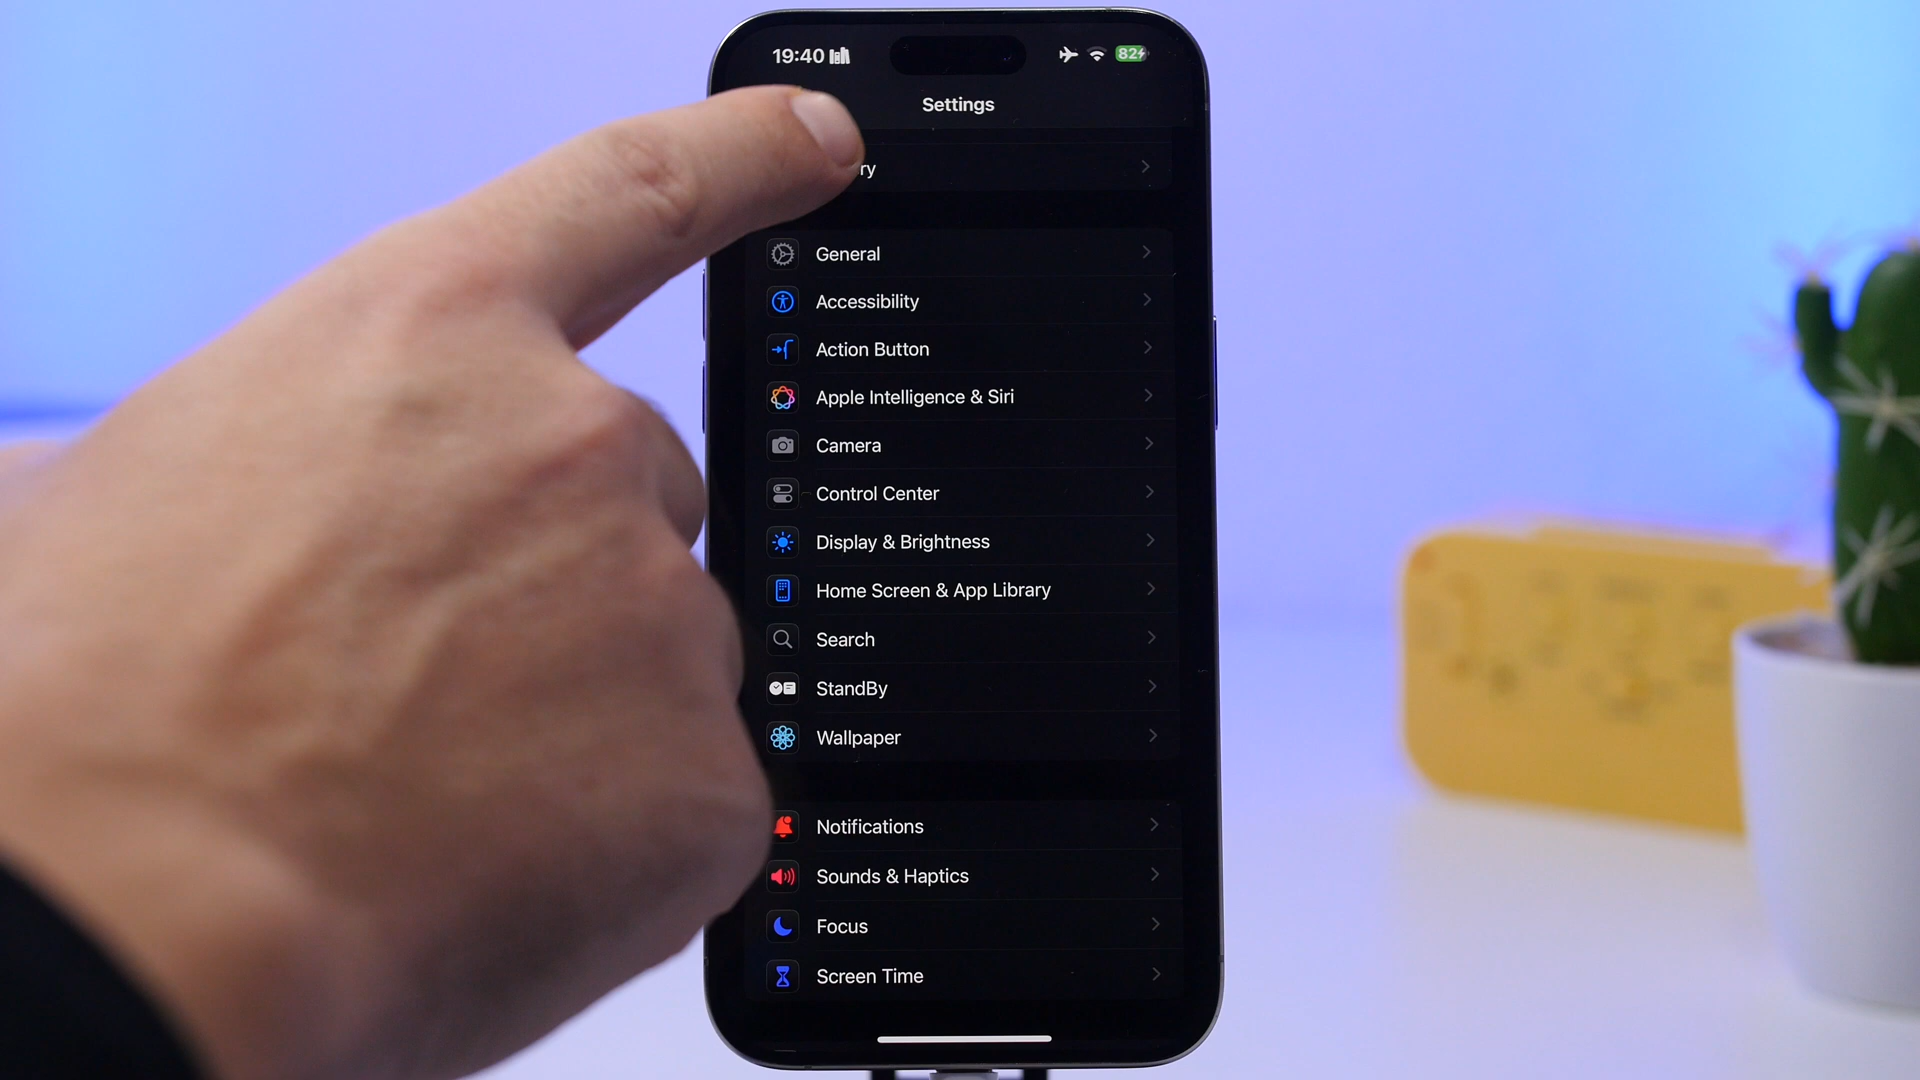 19:40
82
Settings
ry
General
Accessibility
Action Button
Apple Intelligence & Siri
Camera
Control Center
Display & Brightness
Home Screen & App Library
Search
StandBy
Wallpaper
Notifications
Sounds & Haptics
Focus
Screen Time